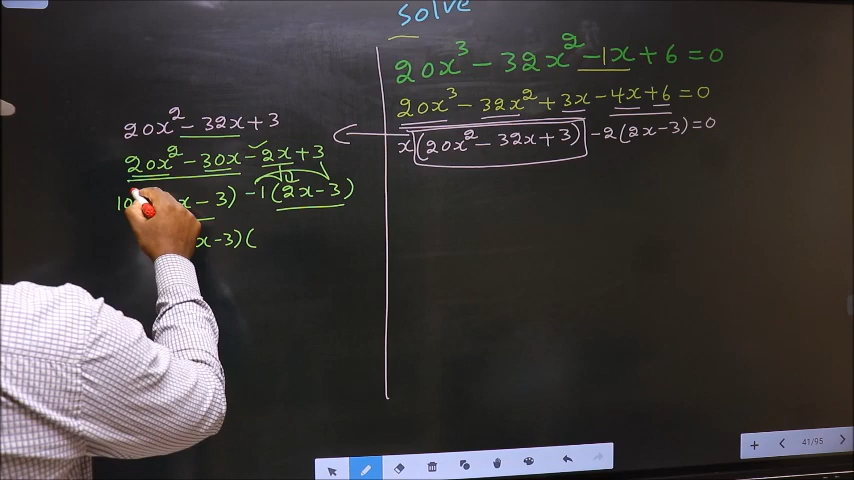 solve
20x³ - 32x² - 1x + 6 = 0
20x³ - 32x² + 3x - 4x + 6 = 0
x(20x² - 32x + 3) - 2(2x - 3) = 0
20x² - 32x + 3
20x² - 30x - 2x + 3
10 x - 3) - 1(2x - 3)
x - 3)(
41/95